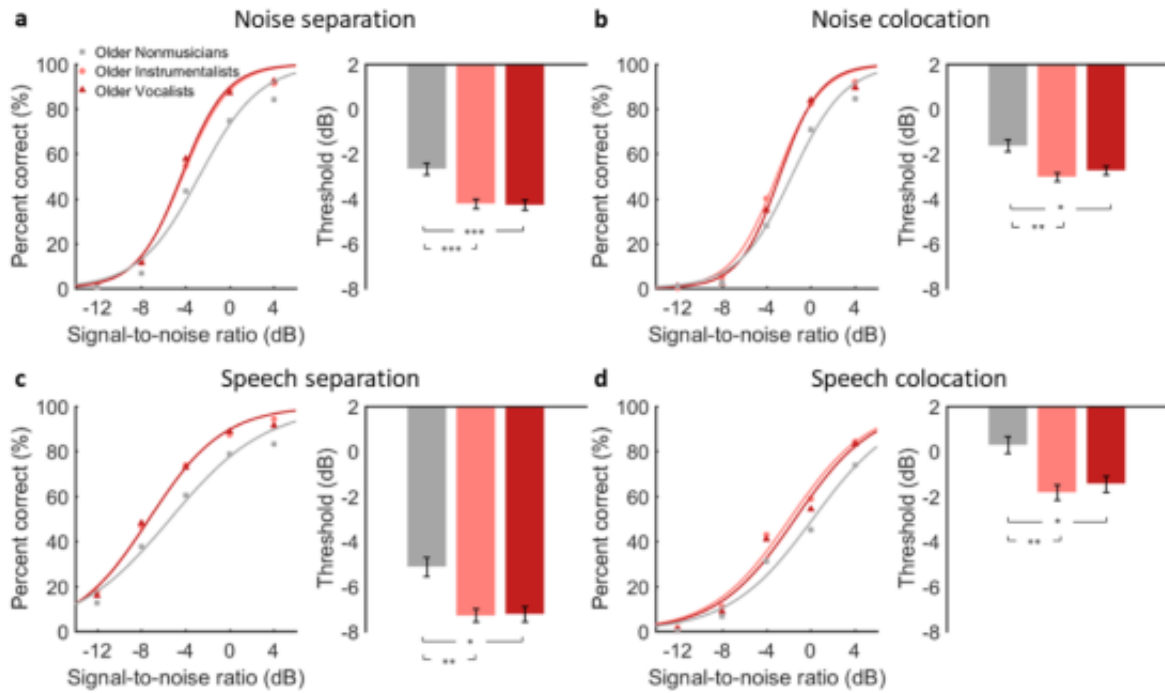 a Noise separation
Older Nonmusicians
Older Instrumentalists
Older Vocalists
Percent correct (%)
100
80
60
40
20
0
-12 -8 -4 0 4
Signal-to-noise ratio (dB)
Threshold (dB)
2
0
-2
-4
-6
-8
***
***
b Noise colocation
Percent correct (%)
100
80
60
40
20
0
-12 -8 -4 0 4
Signal-to-noise ratio (dB)
Threshold (dB)
2
0
-2
-4
-6
-8
*
**
c Speech separation
Percent correct (%)
100
80
60
40
20
0
-12 -8 -4 0 4
Signal-to-noise ratio (dB)
Threshold (dB)
2
0
-2
-4
-6
-8
*
**
d Speech colocation
Percent correct (%)
100
80
60
40
20
0
-12 -8 -4 0 4
Signal-to-noise ratio (dB)
Threshold (dB)
2
0
-2
-4
-6
-8
*
**